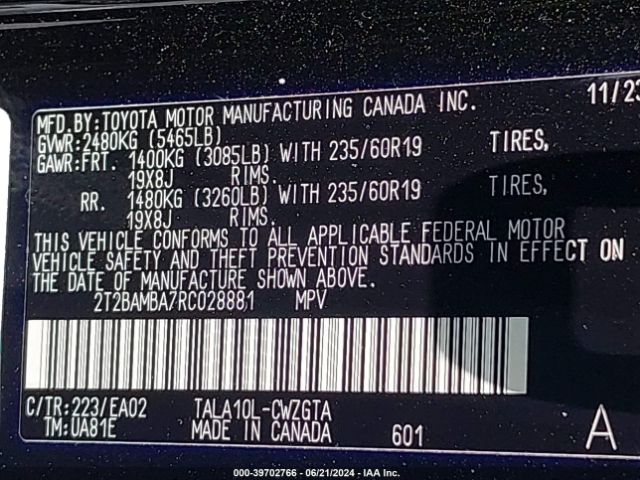 MFD.BY:TOYOTA MOTOR MANUFACTURING CANADA INC. 11/23
GVWR:2480KG (5465LB)
GAWR:FRT. 1400KG (3085LB) WITH 235/60R19 TIRES,
19X8J RIMS.
RR. 1480KG (3260LB) WITH 235/60R19 TIRES,
19X8J RIMS.
THIS VEHICLE CONFORMS TO ALL APPLICABLE FEDERAL MOTOR
VEHICLE SAFETY AND THEFT PREVENTION STANDARDS IN EFFECT ON
THE DATE OF MANUFACTURE SHOWN ABOVE.
2T2BAMBA7RC028881 MPV
C/TR:223/EA02 TALA10L-CWZGTA
TM:UA81E MADE IN CANADA 601 A
000-39702766 - 06/21/2024 - IAA Inc.